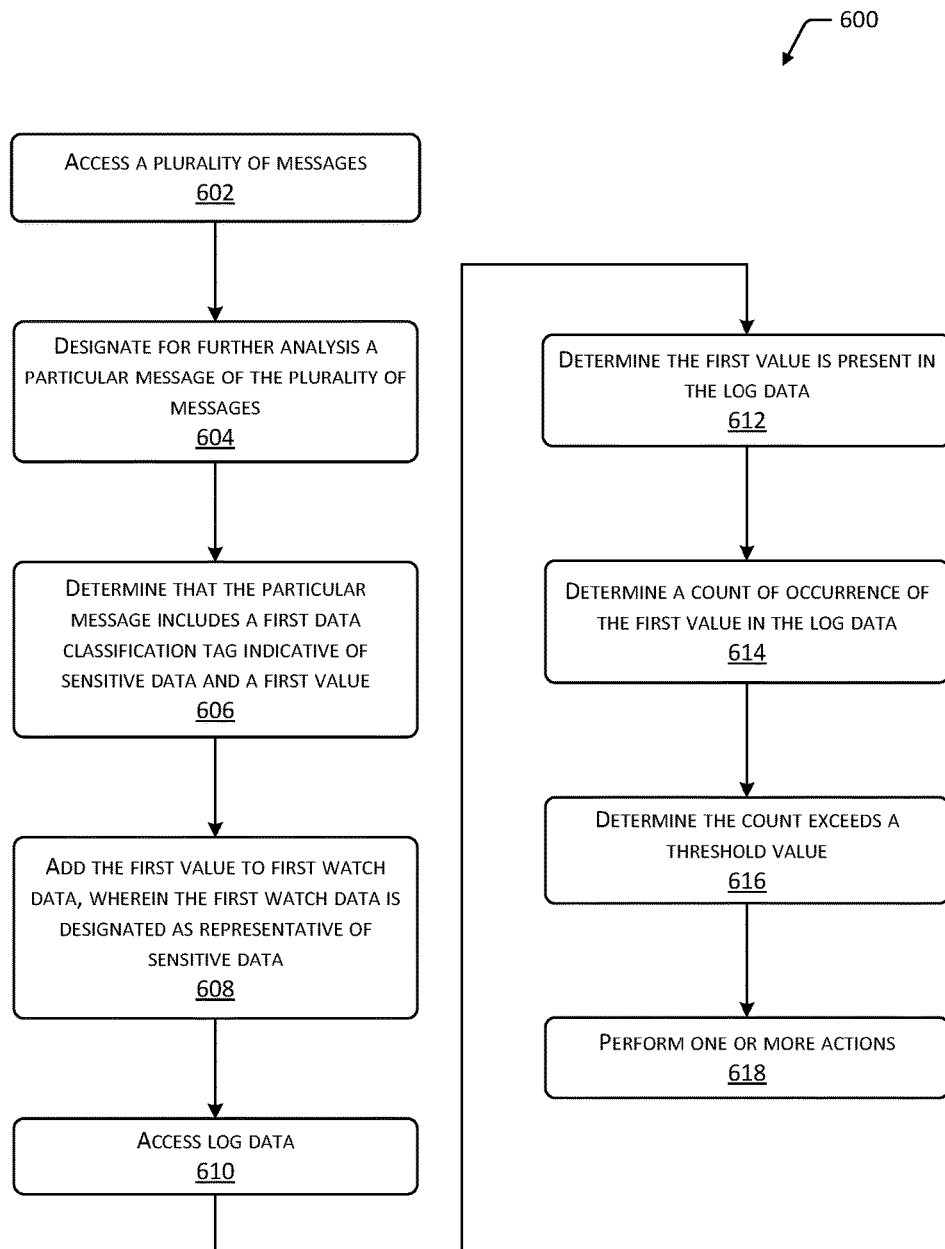 600
ACCESS A PLURALITY OF MESSAGES
602
DESIGNATE FOR FURTHER ANALYSIS A
PARTICULAR MESSAGE OF THE PLURALITY OF
MESSAGES
604
DETERMINE THAT THE PARTICULAR
MESSAGE INCLUDES A FIRST DATA
CLASSIFICATION TAG INDICATIVE OF
SENSITIVE DATA AND A FIRST VALUE
606
ADD THE FIRST VALUE TO FIRST WATCH
DATA, WHEREIN THE FIRST WATCH DATA IS
DESIGNATED AS REPRESENTATIVE OF
SENSITIVE DATA
608
ACCESS LOG DATA
610
DETERMINE THE FIRST VALUE IS PRESENT IN
THE LOG DATA
612
DETERMINE A COUNT OF OCCURRENCE OF
THE FIRST VALUE IN THE LOG DATA
614
DETERMINE THE COUNT EXCEEDS A
THRESHOLD VALUE
616
PERFORM ONE OR MORE ACTIONS
618